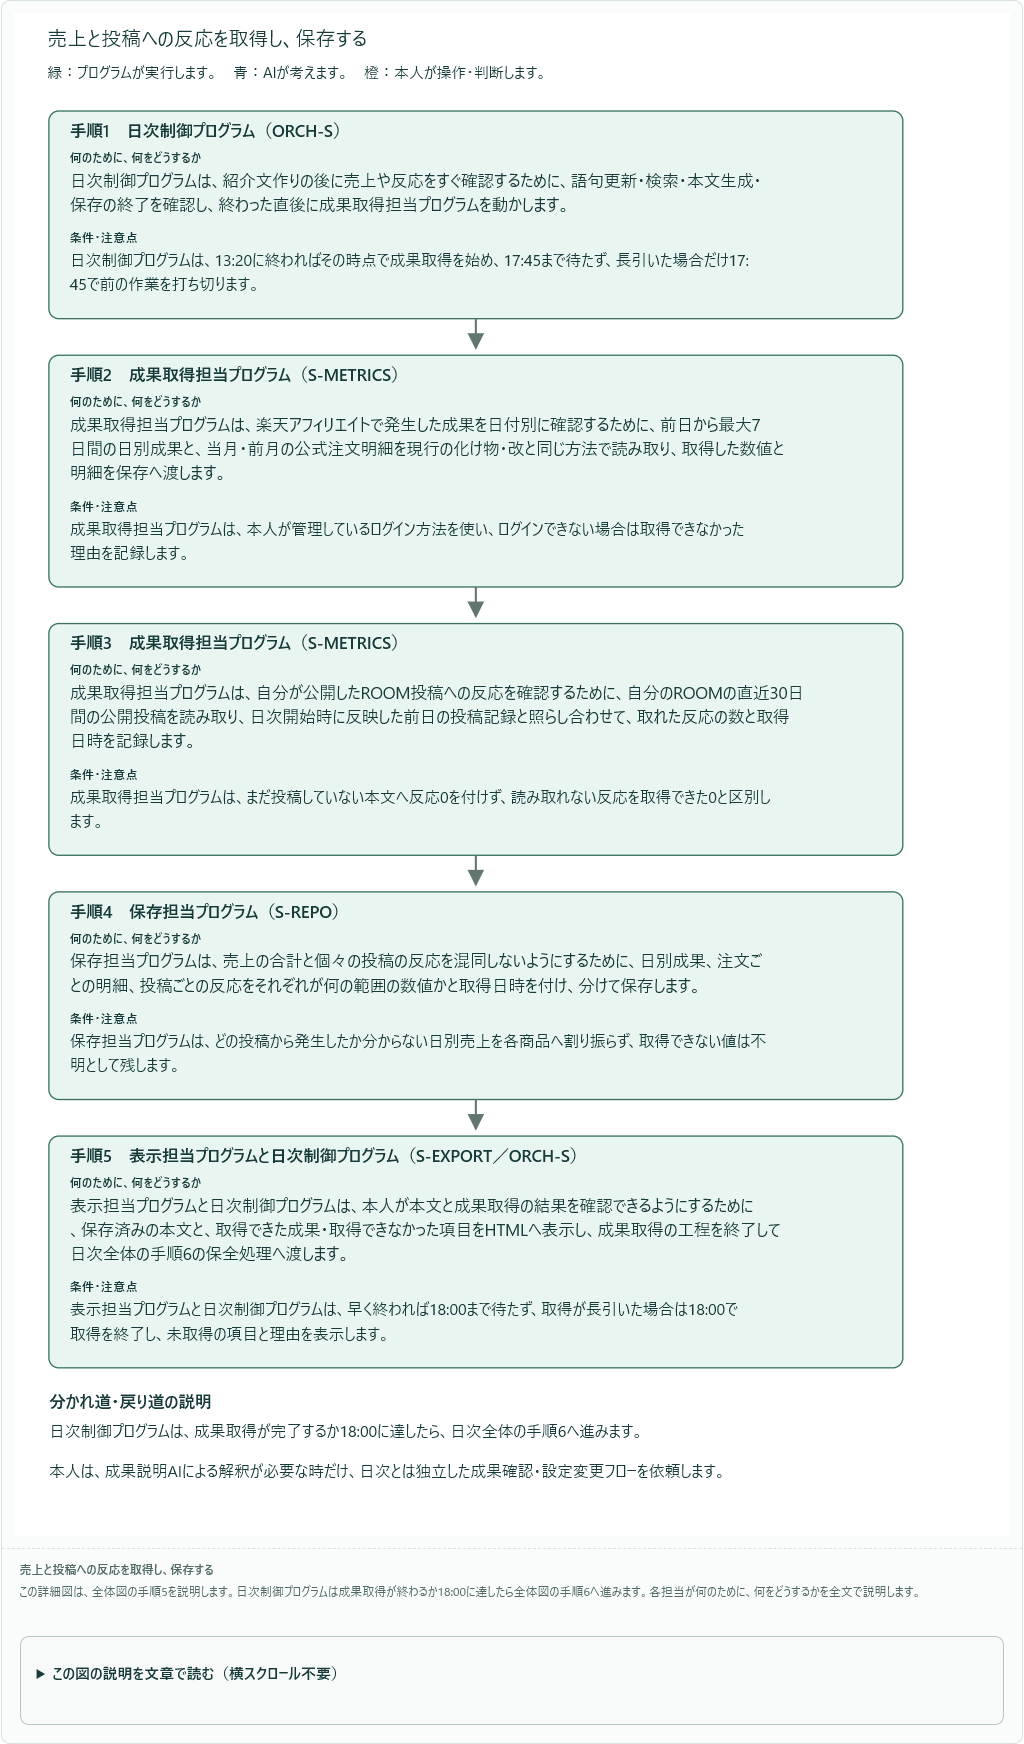 売上と投稿への反応を取得し、保存する
緑：プログラムが実行します。　青：AIが考えます。　橙：本人が操作・判断します。
手順1　日次制御プログラム（ORCH-S）
何のために、何をどうするか
日次制御プログラムは、紹介文作りの後に売上や反応をすぐ確認するために、語句更新・検索・本文生成・
保存の終了を確認し、終わった直後に成果取得担当プログラムを動かします。
条件・注意点
日次制御プログラムは、13:20に終わればその時点で成果取得を始め、17:45まで待たず、長引いた場合だけ17:
45で前の作業を打ち切ります。
手順2　成果取得担当プログラム（S-METRICS）
何のために、何をどうするか
成果取得担当プログラムは、楽天アフィリエイトで発生した成果を日付別に確認するために、前日から最大7
日間の日別成果と、当月・前月の公式注文明細を現行の化け物・改と同じ方法で読み取り、取得した数値と
明細を保存へ渡します。
条件・注意点
成果取得担当プログラムは、本人が管理しているログイン方法を使い、ログインできない場合は取得できなかった
理由を記録します。
手順3　成果取得担当プログラム（S-METRICS）
何のために、何をどうするか
成果取得担当プログラムは、自分が公開したROOM投稿への反応を確認するために、自分のROOMの直近30日
間の公開投稿を読み取り、日次開始時に反映した前日の投稿記録と照らし合わせて、取れた反応の数と取得
日時を記録します。
条件・注意点
成果取得担当プログラムは、まだ投稿していない本文へ反応0を付けず、読み取れない反応を取得できた0と区別し
ます。
手順4　保存担当プログラム（S-REPO）
何のために、何をどうするか
保存担当プログラムは、売上の合計と個々の投稿の反応を混同しないようにするために、日別成果、注文ご
との明細、投稿ごとの反応をそれぞれが何の範囲の数値かと取得日時を付け、分けて保存します。
条件・注意点
保存担当プログラムは、どの投稿から発生したか分からない日別売上を各商品へ割り振らず、取得できない値は不
明として残します。
手順5　表示担当プログラムと日次制御プログラム（S-EXPORT／ORCH-S）
何のために、何をどうするか
表示担当プログラムと日次制御プログラムは、本人が本文と成果取得の結果を確認できるようにするために
、保存済みの本文と、取得できた成果・取得できなかった項目をHTMLへ表示し、成果取得の工程を終了して
日次全体の手順6の保全処理へ渡します。
条件・注意点
表示担当プログラムと日次制御プログラムは、早く終われば18:00まで待たず、取得が長引いた場合は18:00で
取得を終了し、未取得の項目と理由を表示します。
分かれ道・戻り道の説明
日次制御プログラムは、成果取得が完了するか18:00に達したら、日次全体の手順6へ進みます。
本人は、成果説明AIによる解釈が必要な時だけ、日次とは独立した成果確認・設定変更フローを依頼します。
売上と投稿への反応を取得し、保存する
この詳細図は、全体図の手順5を説明します。日次制御プログラムは成果取得が終わるか18:00に達したら全体図の手順6へ進みます。各担当が何のために、何をどうするかを全文で説明します。
▶ この図の説明を文章で読む（横スクロール不要）